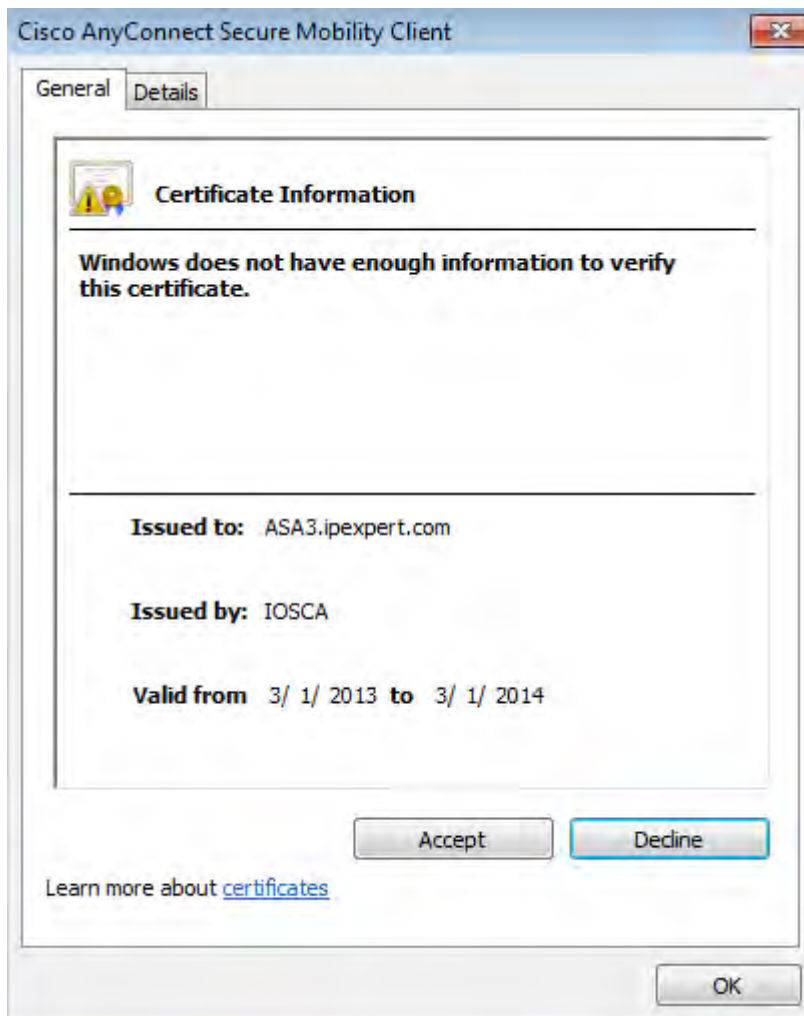 Cisco AnyConnect Secure Mobility Client
General Details
Certificate Information
Windows does not have enough information to verify
this certificate.
Issued to: ASA3.ipexpert.com
Issued by: IOSCA
Valid from 3/ 1/ 2013 to 3/ 1/ 2014
Accept Decline
Learn more about certificates
OK